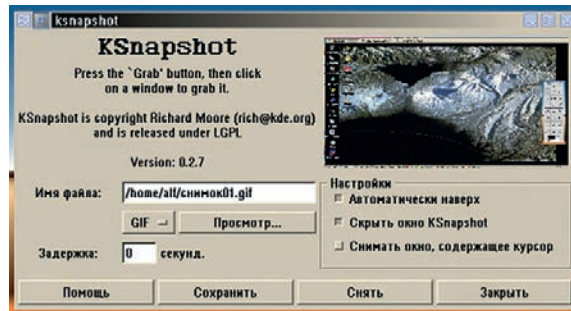 ksnapshot
KSnapshot
Press the `Grab' button, then click
on a window to grab it.
KSnapshot is copyright Richard Moore (rich@kde.org)
and is released under LGPL
Version: 0.2.7
Имя файла: /home/alt/снимок01.gif
GIF Просмотр...
Задержка: 0 секунд.
Настройки
Автоматически наверх
Скрыть окно KSnapshot
Снимать окно, содержащее курсор
Помощь Сохранить Снять Закрыть